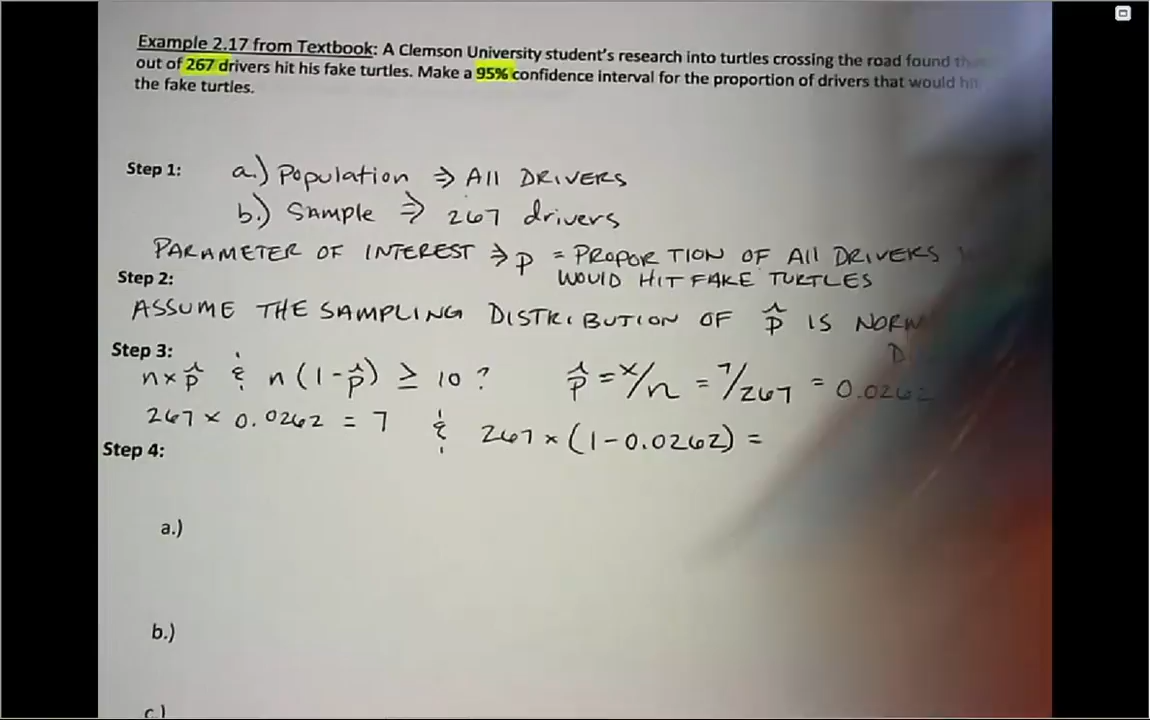 Example 2.17 from Textbook: A Clemson University student's research into turtles crossing the road found
out of 267 drivers hit his fake turtles. Make a 95% confidence interval for the proportion of drivers that would hit
the fake turtles.
Step 1: a.) Population ⇒ All DRIVERS
b.) Sample ⇒ 267 drivers
PARAMETER OF INTEREST ⇒ p = PROPORTION OF All DRIVERS
WOULD HIT FAKE TURTLES
Step 2:
ASSUME THE SAMPLING DISTRIBUTION OF p̂ IS
Step 3:
n × p̂ & n (1 - p̂) ≥ 10 ? p̂ = x/n = 7/267 = 0.0262
267 × 0.0262 = 7 & 267 × (1 - 0.0262) =
Step 4:
a.)
b.)
c.)